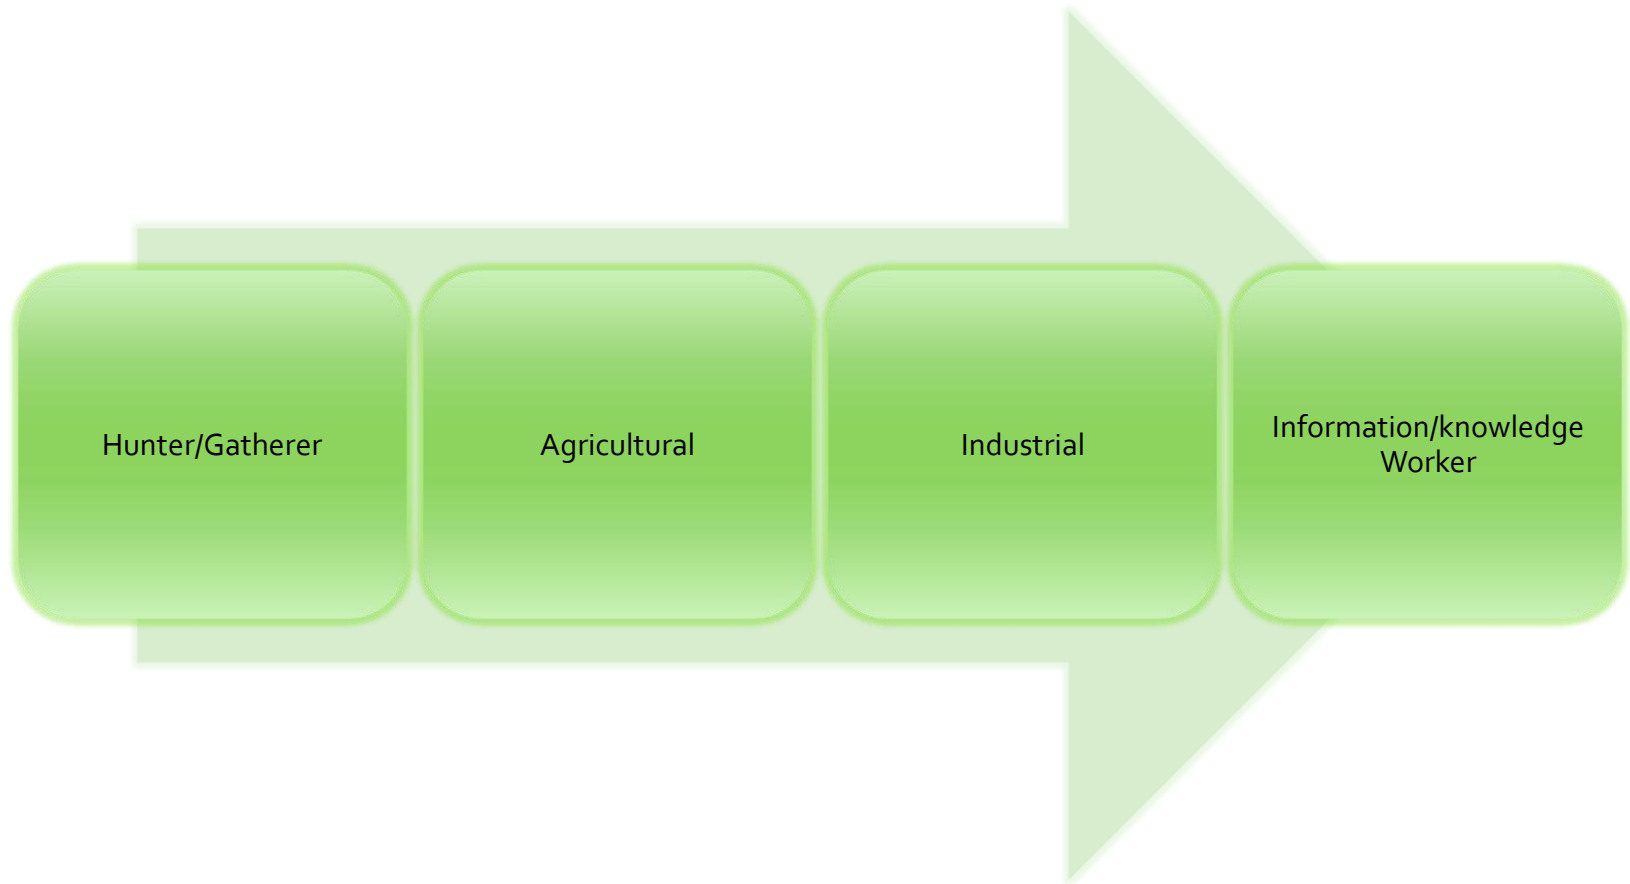 Hunter/Gatherer
Agricultural
Industrial
Information/knowledge
Worker